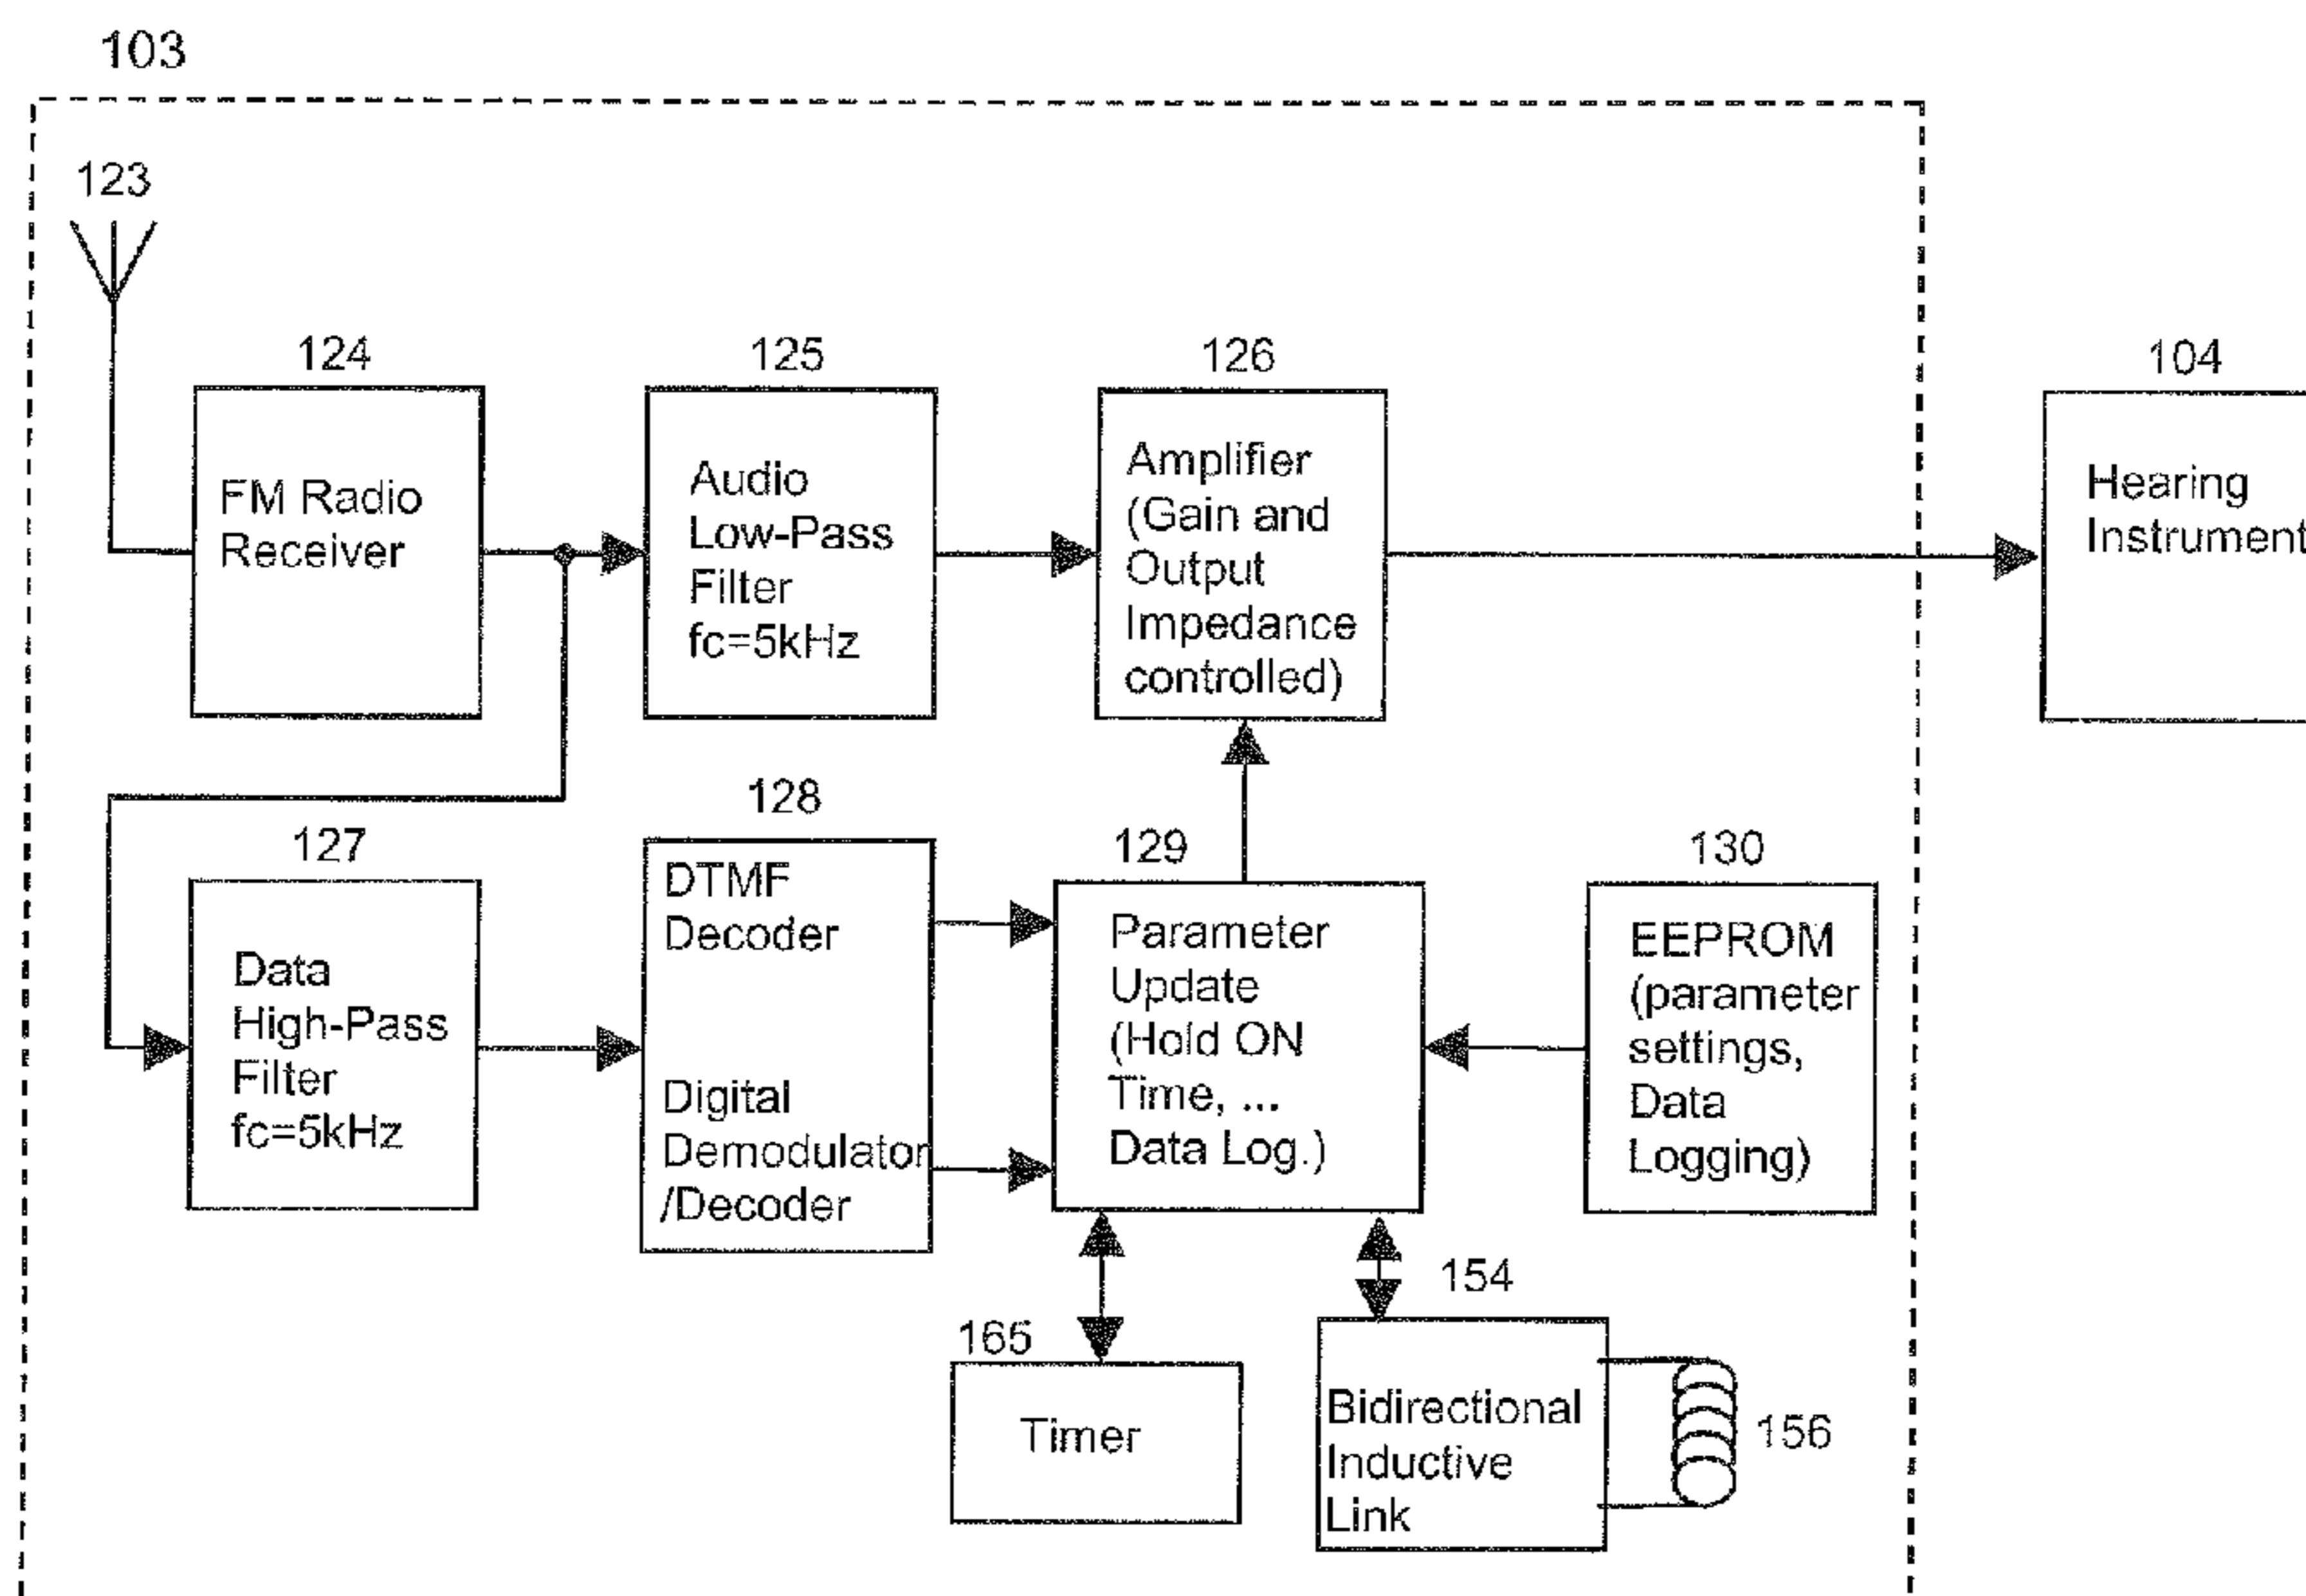 103
123
124
FM Radio
Receiver
125
Audio
Low-Pass
Filter
fc=5kHz
126
Amplifier
(Gain and
Output
Impedance
controlled)
104
Hearing
Instrument
127
Data
High-Pass
Filter
fc=5kHz
128
DTMF
Decoder
Digital
Demodulator
/Decoder
129
Parameter
Update
(Hold ON
Time, ...
Data Log.)
130
EEPROM
(parameter
settings,
Data
Logging)
165
Timer
154
Bidirectional
Inductive
Link
156